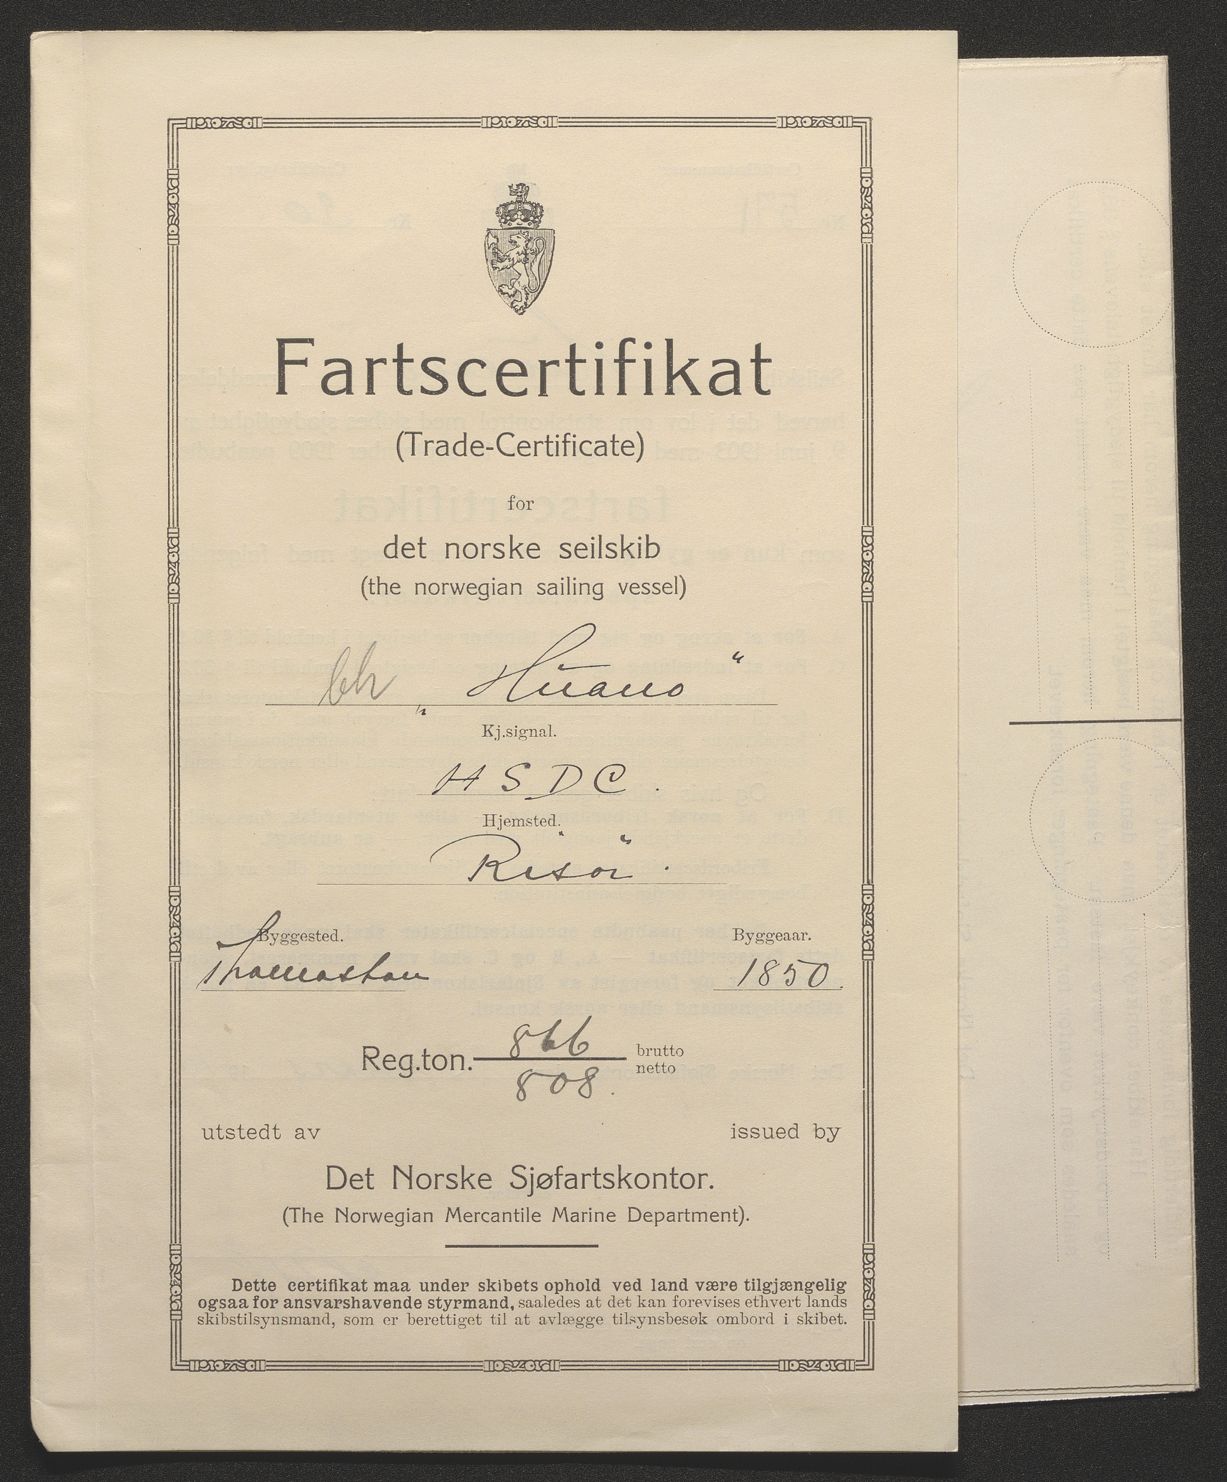 Fartscertifikat
(Trade-Certificate)
for
det norske seilskib
(the norwegian sailing vessel)
„Huano“
Kj.signal.
HSDC.
Hjemsted.
Risör.
Byggested. Byggeaar.
Thomaston 1850.
Reg.ton. 866 brutto
808. netto
utstedt av issued by
Det Norske Sjøfartskontor.
(The Norwegian Mercantile Marine Department).
Dette certifikat maa under skibets ophold ved land være tilgjængelig
ogsaa for ansvarshavende styrmand, saaledes at det kan forevises ethvert lands
skibstilsynsmand, som er berettiget til at avlægge tilsynsbesøk ombord i skibet.